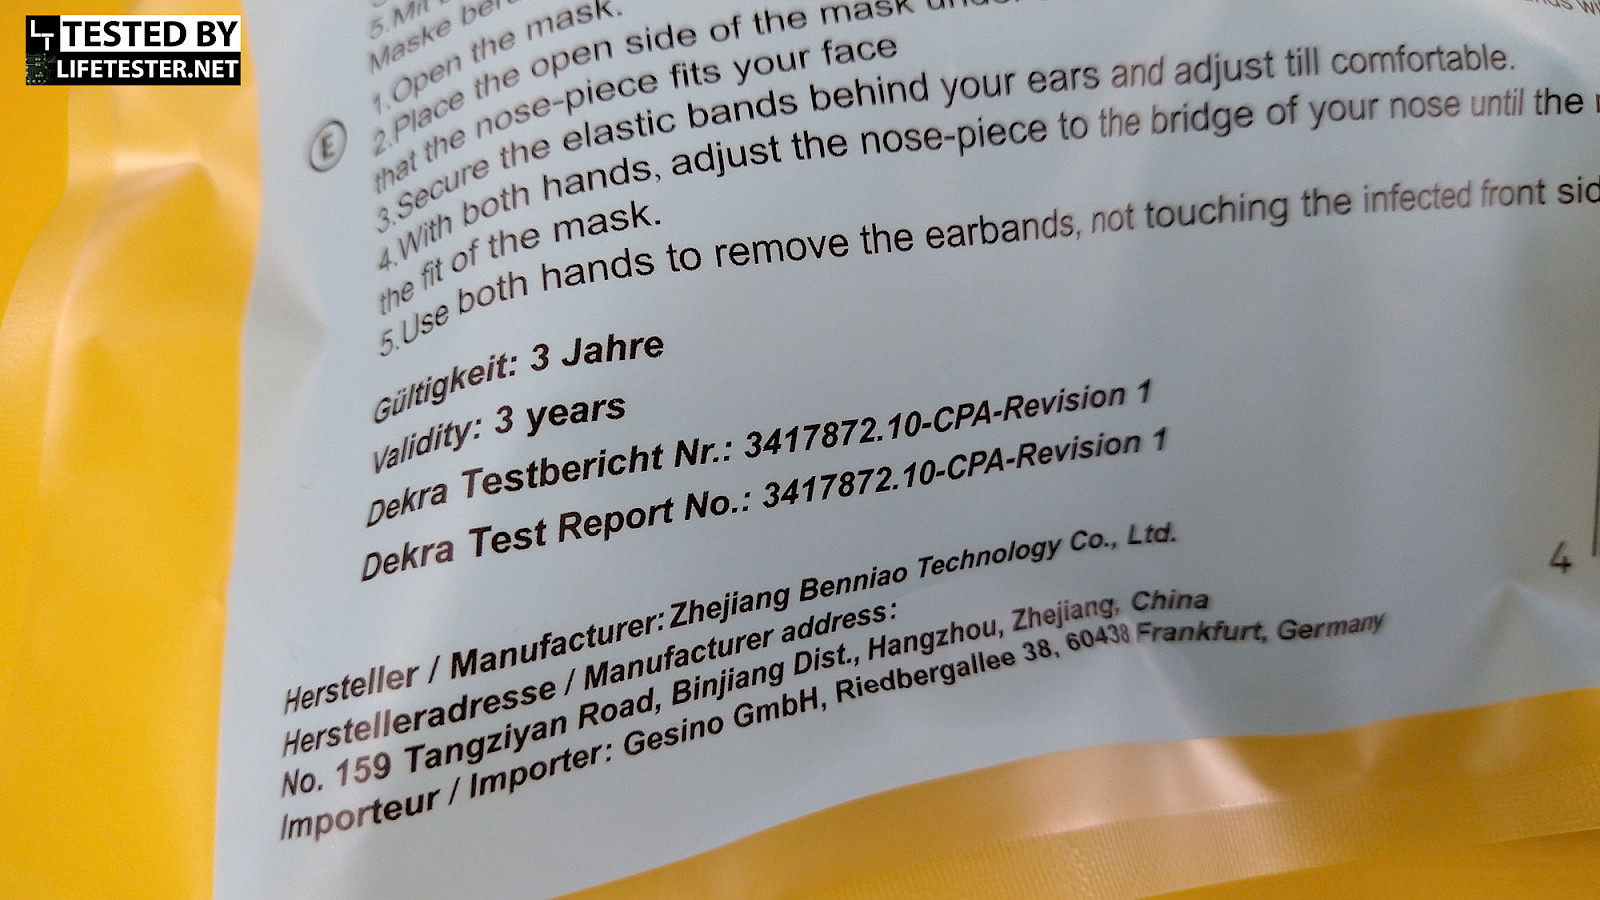 TESTED BY
LIFETESTER.NET
5.Mit
Maske
1.Open the mask.
2.Place the open side of the mask
that the nose-piece fits your face
3.Secure the elastic bands behind your ears and adjust till comfortable.
4.With both hands, adjust the nose-piece to the bridge of your nose until the
the fit of the mask.
5.Use both hands to remove the earbands, not touching the infected front
E
Gültigkeit: 3 Jahre
Validity: 3 years
Dekra Testbericht Nr.: 3417872.10-CPA-Revision 1
Dekra Test Report No.: 3417872.10-CPA-Revision 1
Hersteller / Manufacturer: Zhejiang Benniao Technology Co., Ltd.
Herstelleradresse / Manufacturer address:
No. 159 Tangziyan Road, Binjiang Dist., Hangzhou, Zhejiang, China
Importeur / Importer: Gesino GmbH, Riedbergallee 38, 60438 Frankfurt, Germany
4